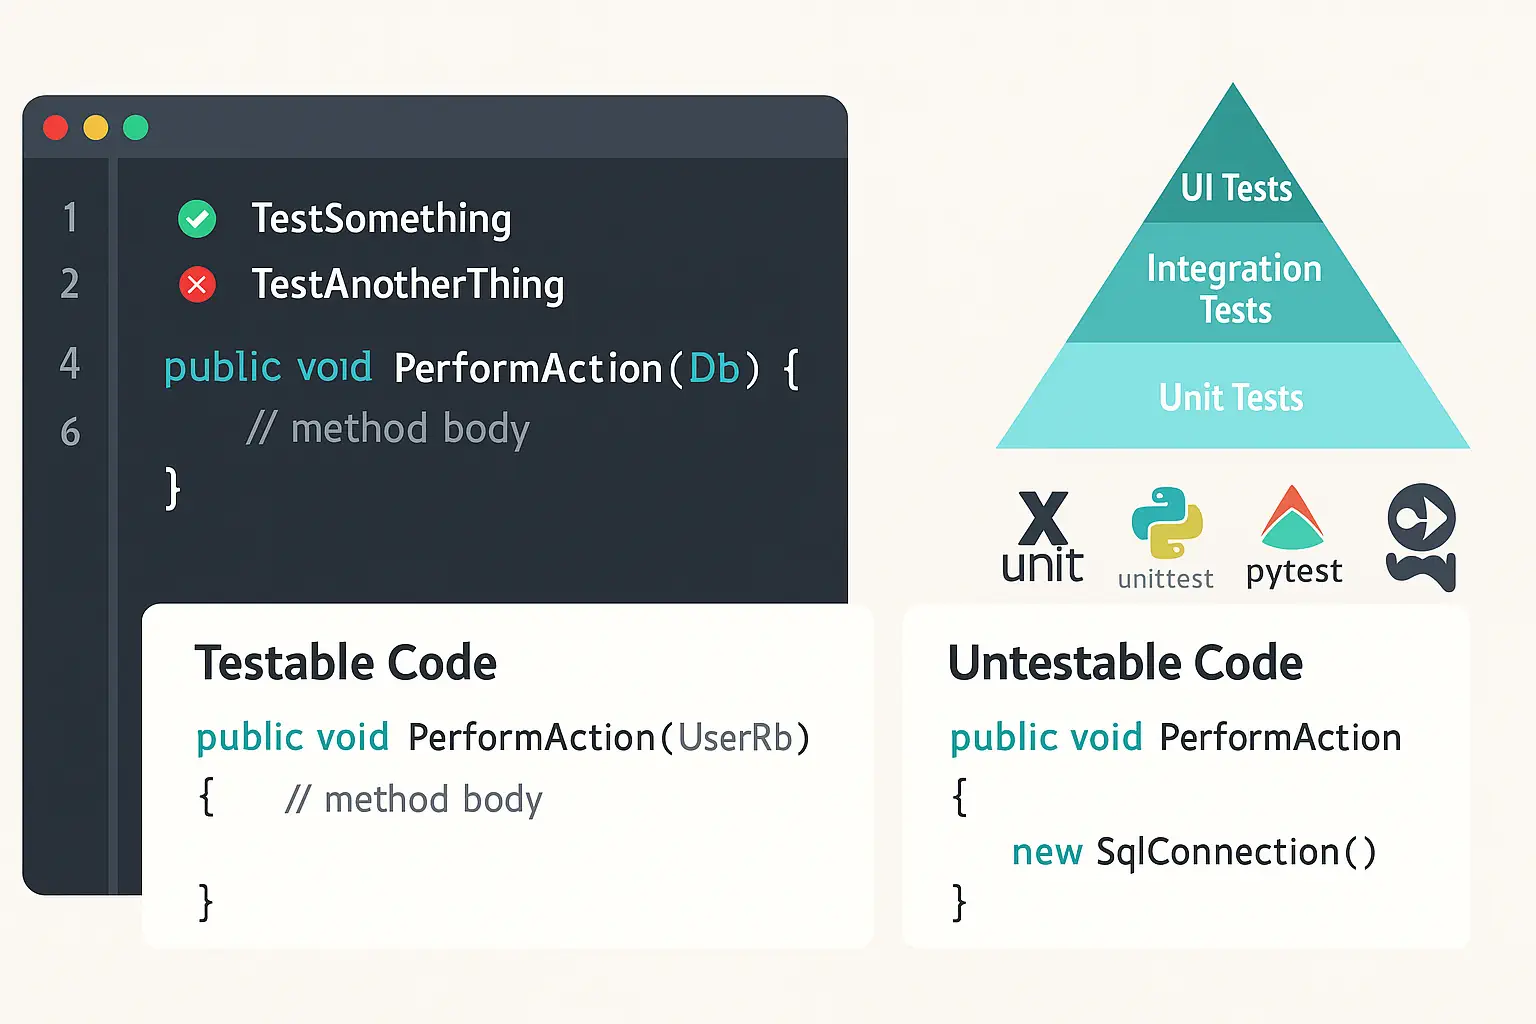 1 TestSomething
2 TestAnotherThing
4 public void PerformAction(Db) {
6 // method body
}
UI Tests
Integration
Tests
Unit Tests
X
unit
unittest
pytest
Testable Code
public void PerformAction(UserRb)
{ // method body
}
Untestable Code
public void PerformAction
{
new SqlConnection()
}